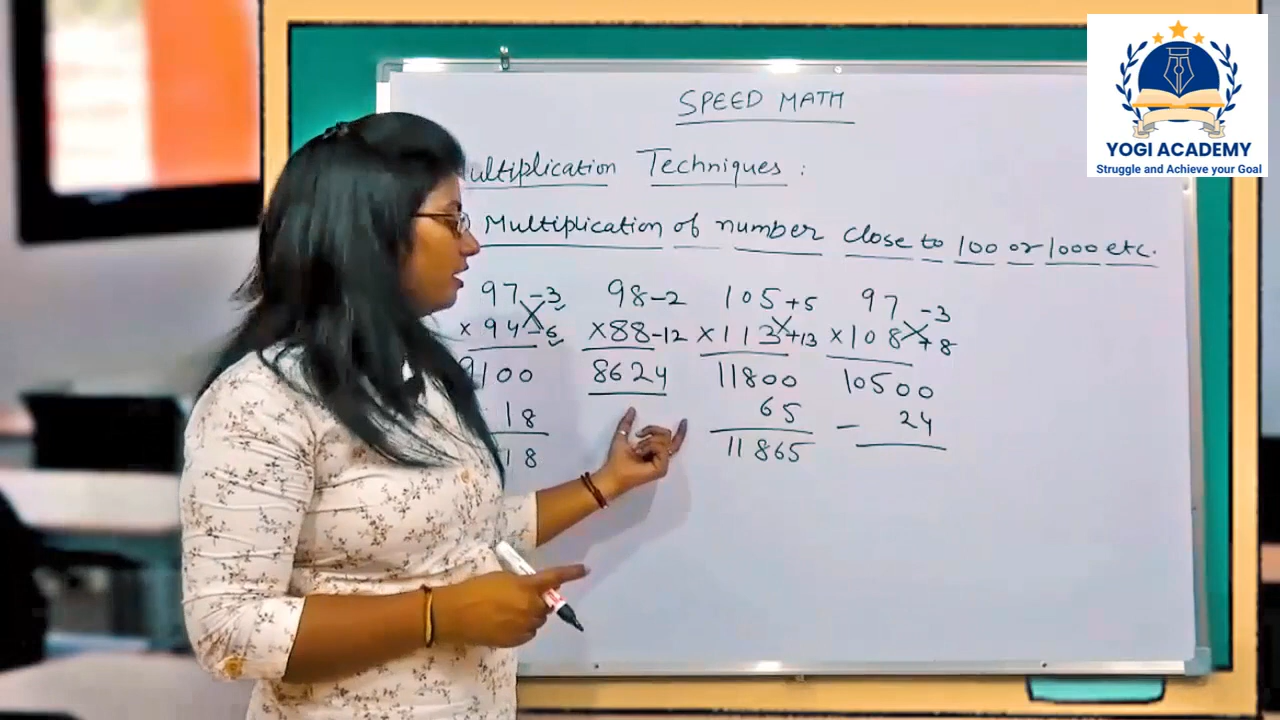 YOGI ACADEMY
Struggle and Achieve your Goal
SPEED MATH
ultiplication Techniques :
Multiplication of number close to 100 or 1000 etc.
97 -3 98 -2 105 +5 97 -3
× 94 -6 ×88 -12 ×113 +13 ×108 +8
9100 8624 11800 10500
18 65 - 24
18 11865